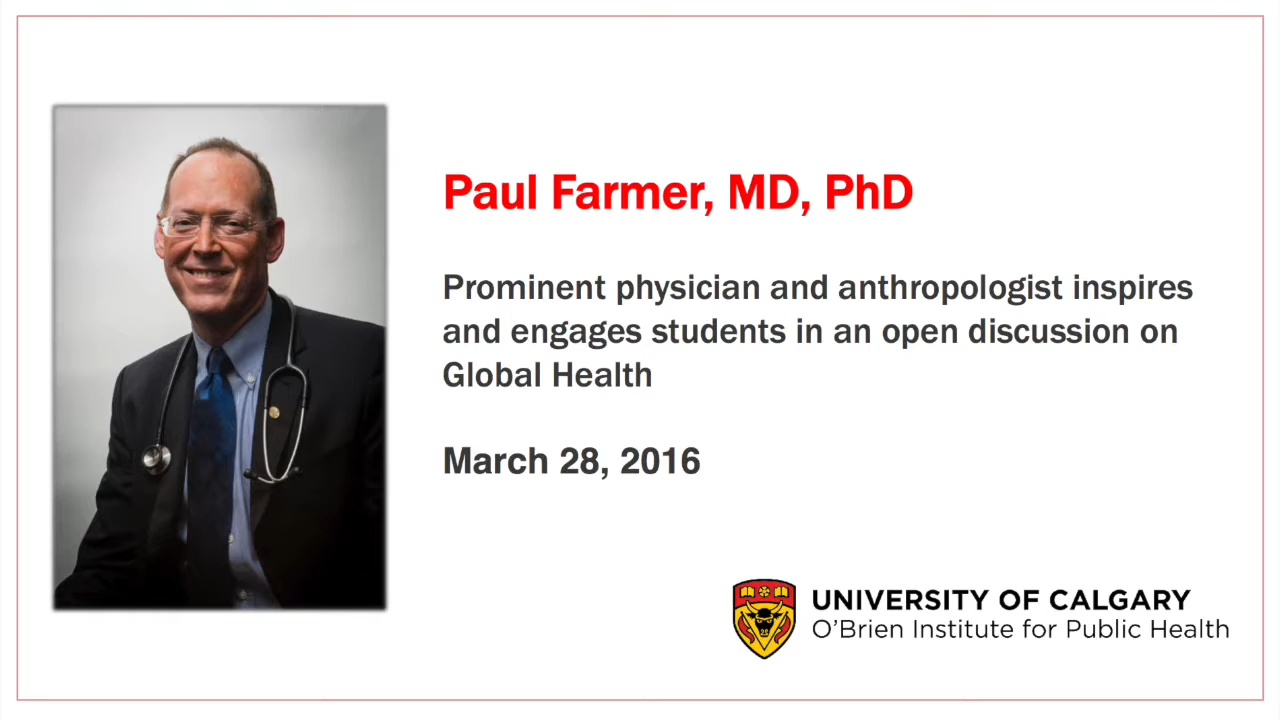 Paul Farmer, MD, PhD
Prominent physician and anthropologist inspires
and engages students in an open discussion on
Global Health
March 28, 2016
UNIVERSITY OF CALGARY
O'Brien Institute for Public Health